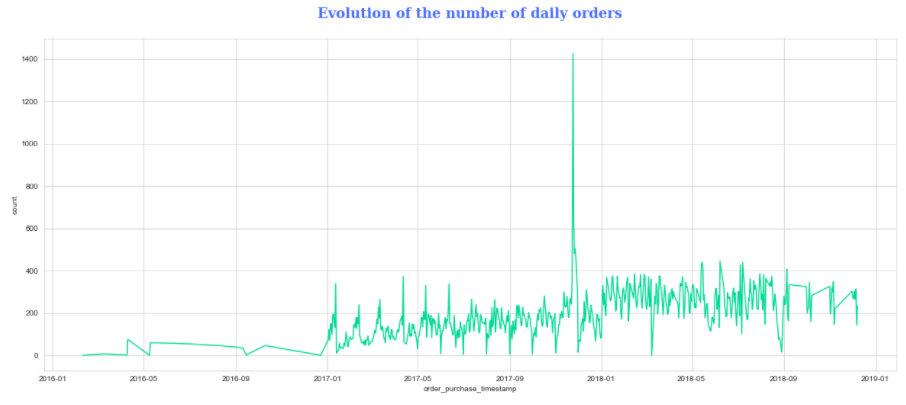 Evolution of the number of daily orders
1400
1200
1000
800
600
400
200
0
count
2016-01 2016-05 2016-09 2017-01 2017-05 2017-09 2018-01 2018-05 2018-09 2019-01
order_purchase_timestamp